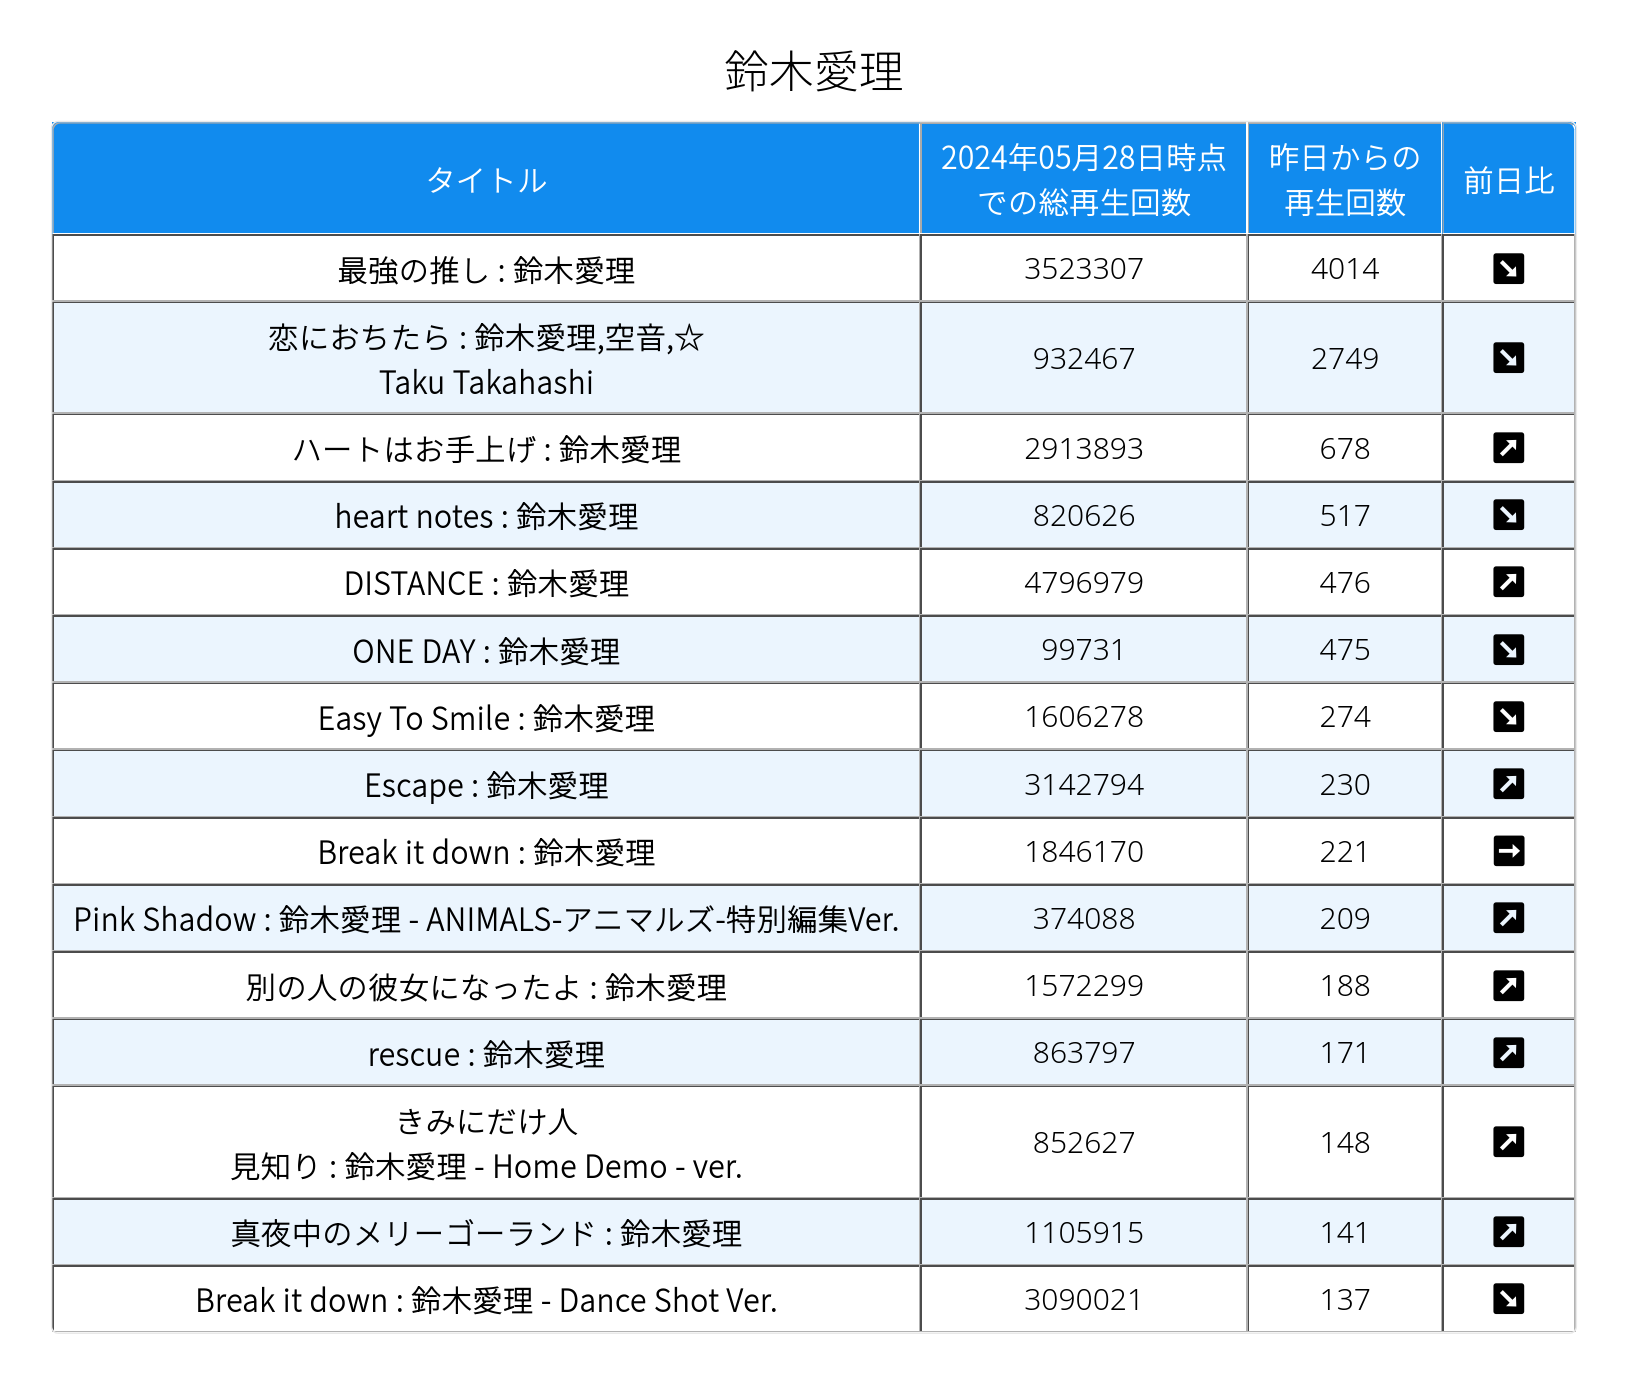 鈴木愛理
タイトル
2024年05月28日時点
での総再生回数
昨日からの
再生回数
前日比
最強の推し : 鈴木愛理 3523307 4014
恋におちたら : 鈴木愛理,空音,☆
Taku Takahashi
932467 2749
ハートはお手上げ : 鈴木愛理 2913893 678
heart notes : 鈴木愛理 820626 517
DISTANCE : 鈴木愛理 4796979 476
ONE DAY : 鈴木愛理 99731 475
Easy To Smile : 鈴木愛理 1606278 274
Escape : 鈴木愛理 3142794 230
Break it down : 鈴木愛理 1846170 221
Pink Shadow : 鈴木愛理 - ANIMALS-アニマルズ-特別編集Ver. 374088 209
別の人の彼女になったよ : 鈴木愛理 1572299 188
rescue : 鈴木愛理 863797 171
きみにだけ人
見知り : 鈴木愛理 - Home Demo - ver.
852627 148
真夜中のメリーゴーランド : 鈴木愛理 1105915 141
Break it down : 鈴木愛理 - Dance Shot Ver. 3090021 137